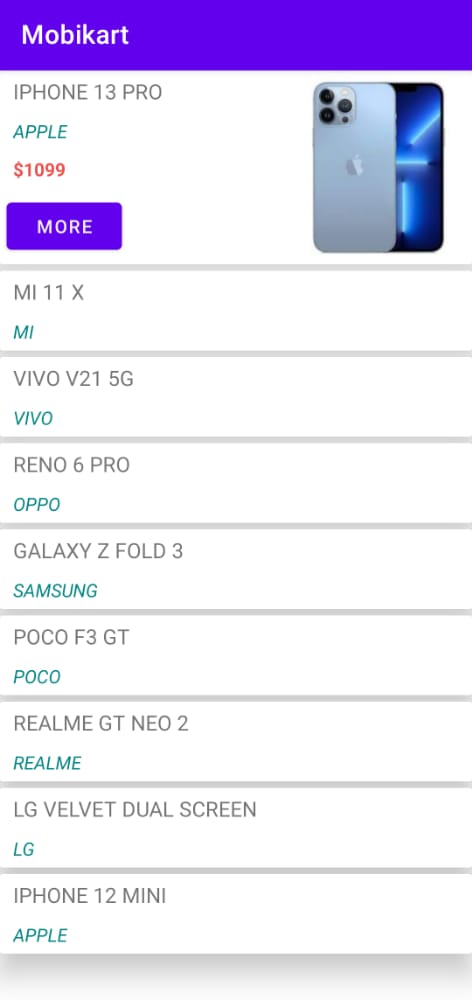 Mobikart
IPHONE 13 PRO
APPLE
$1099
MORE
MI 11 X
MI
VIVO V21 5G
VIVO
RENO 6 PRO
OPPO
GALAXY Z FOLD 3
SAMSUNG
POCO F3 GT
POCO
REALME GT NEO 2
REALME
LG VELVET DUAL SCREEN
LG
IPHONE 12 MINI
APPLE